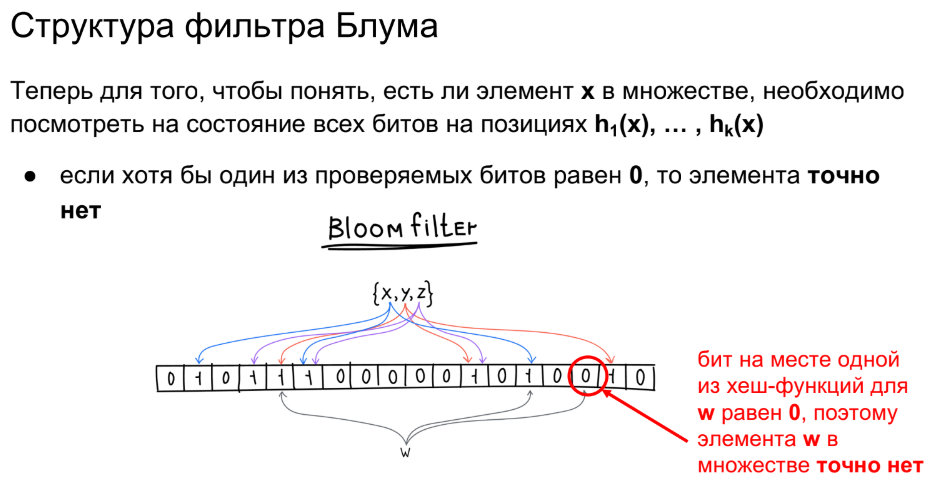 Структура фильтра Блума
Теперь для того, чтобы понять, есть ли элемент x в множестве, необходимо
посмотреть на состояние всех битов на позициях h₁(x), … , hₖ(x)
● если хотя бы один из проверяемых битов равен 0, то элемента точно
нет
Bloom filter
{x,y,z}
0 1 0 1 1 1 0 0 0 0 0 1 0 1 0 0 1 0
w
бит на месте одной
из хеш-функций для
w равен 0, поэтому
элемента w в
множестве точно нет